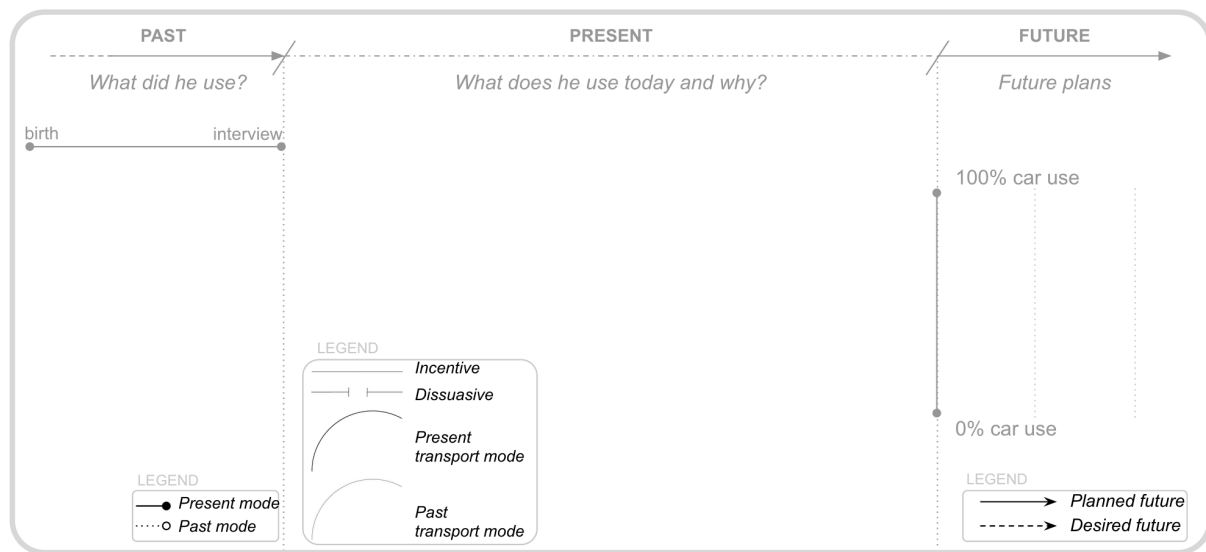 PAST
PRESENT
FUTURE
What did he use?
What does he use today and why?
Future plans
birth
interview
100% car use
0% car use
LEGEND
Present mode
Past mode
LEGEND
Incentive
Dissuasive
Present
transport mode
Past
transport mode
LEGEND
Planned future
Desired future